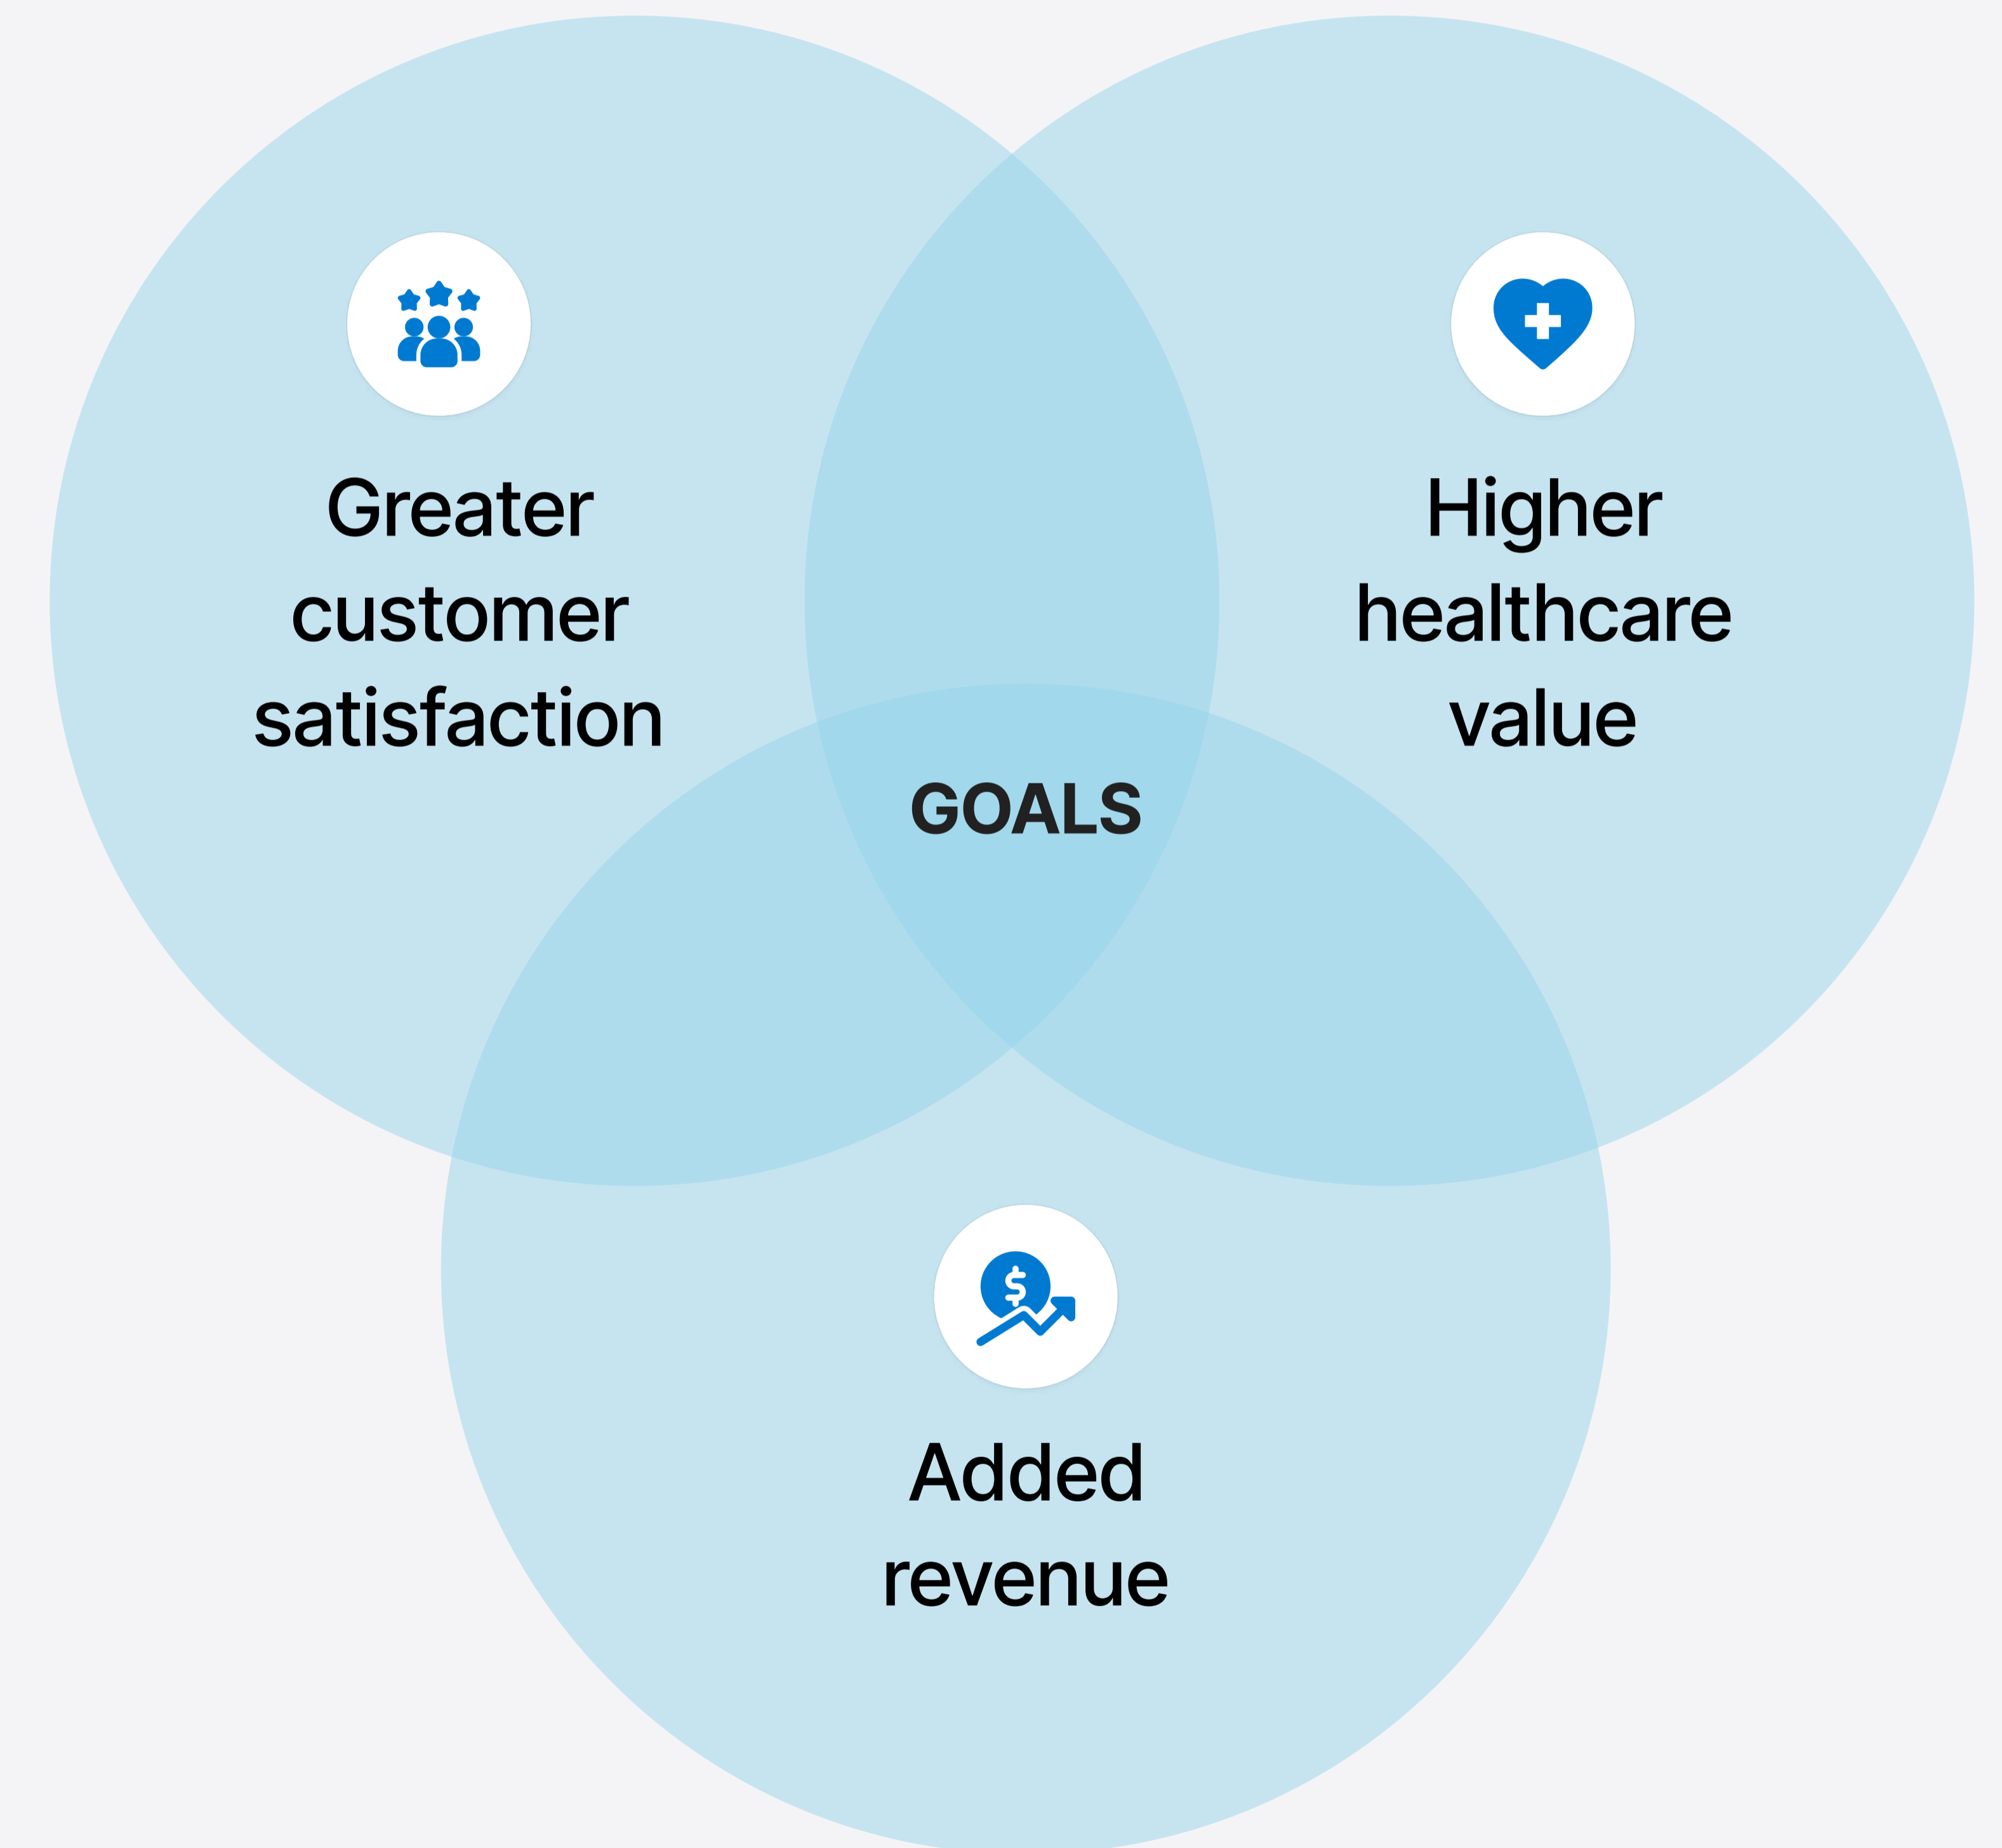 Greater
customer
satisfaction
Higher
healthcare
value
GOALS
Added
revenue